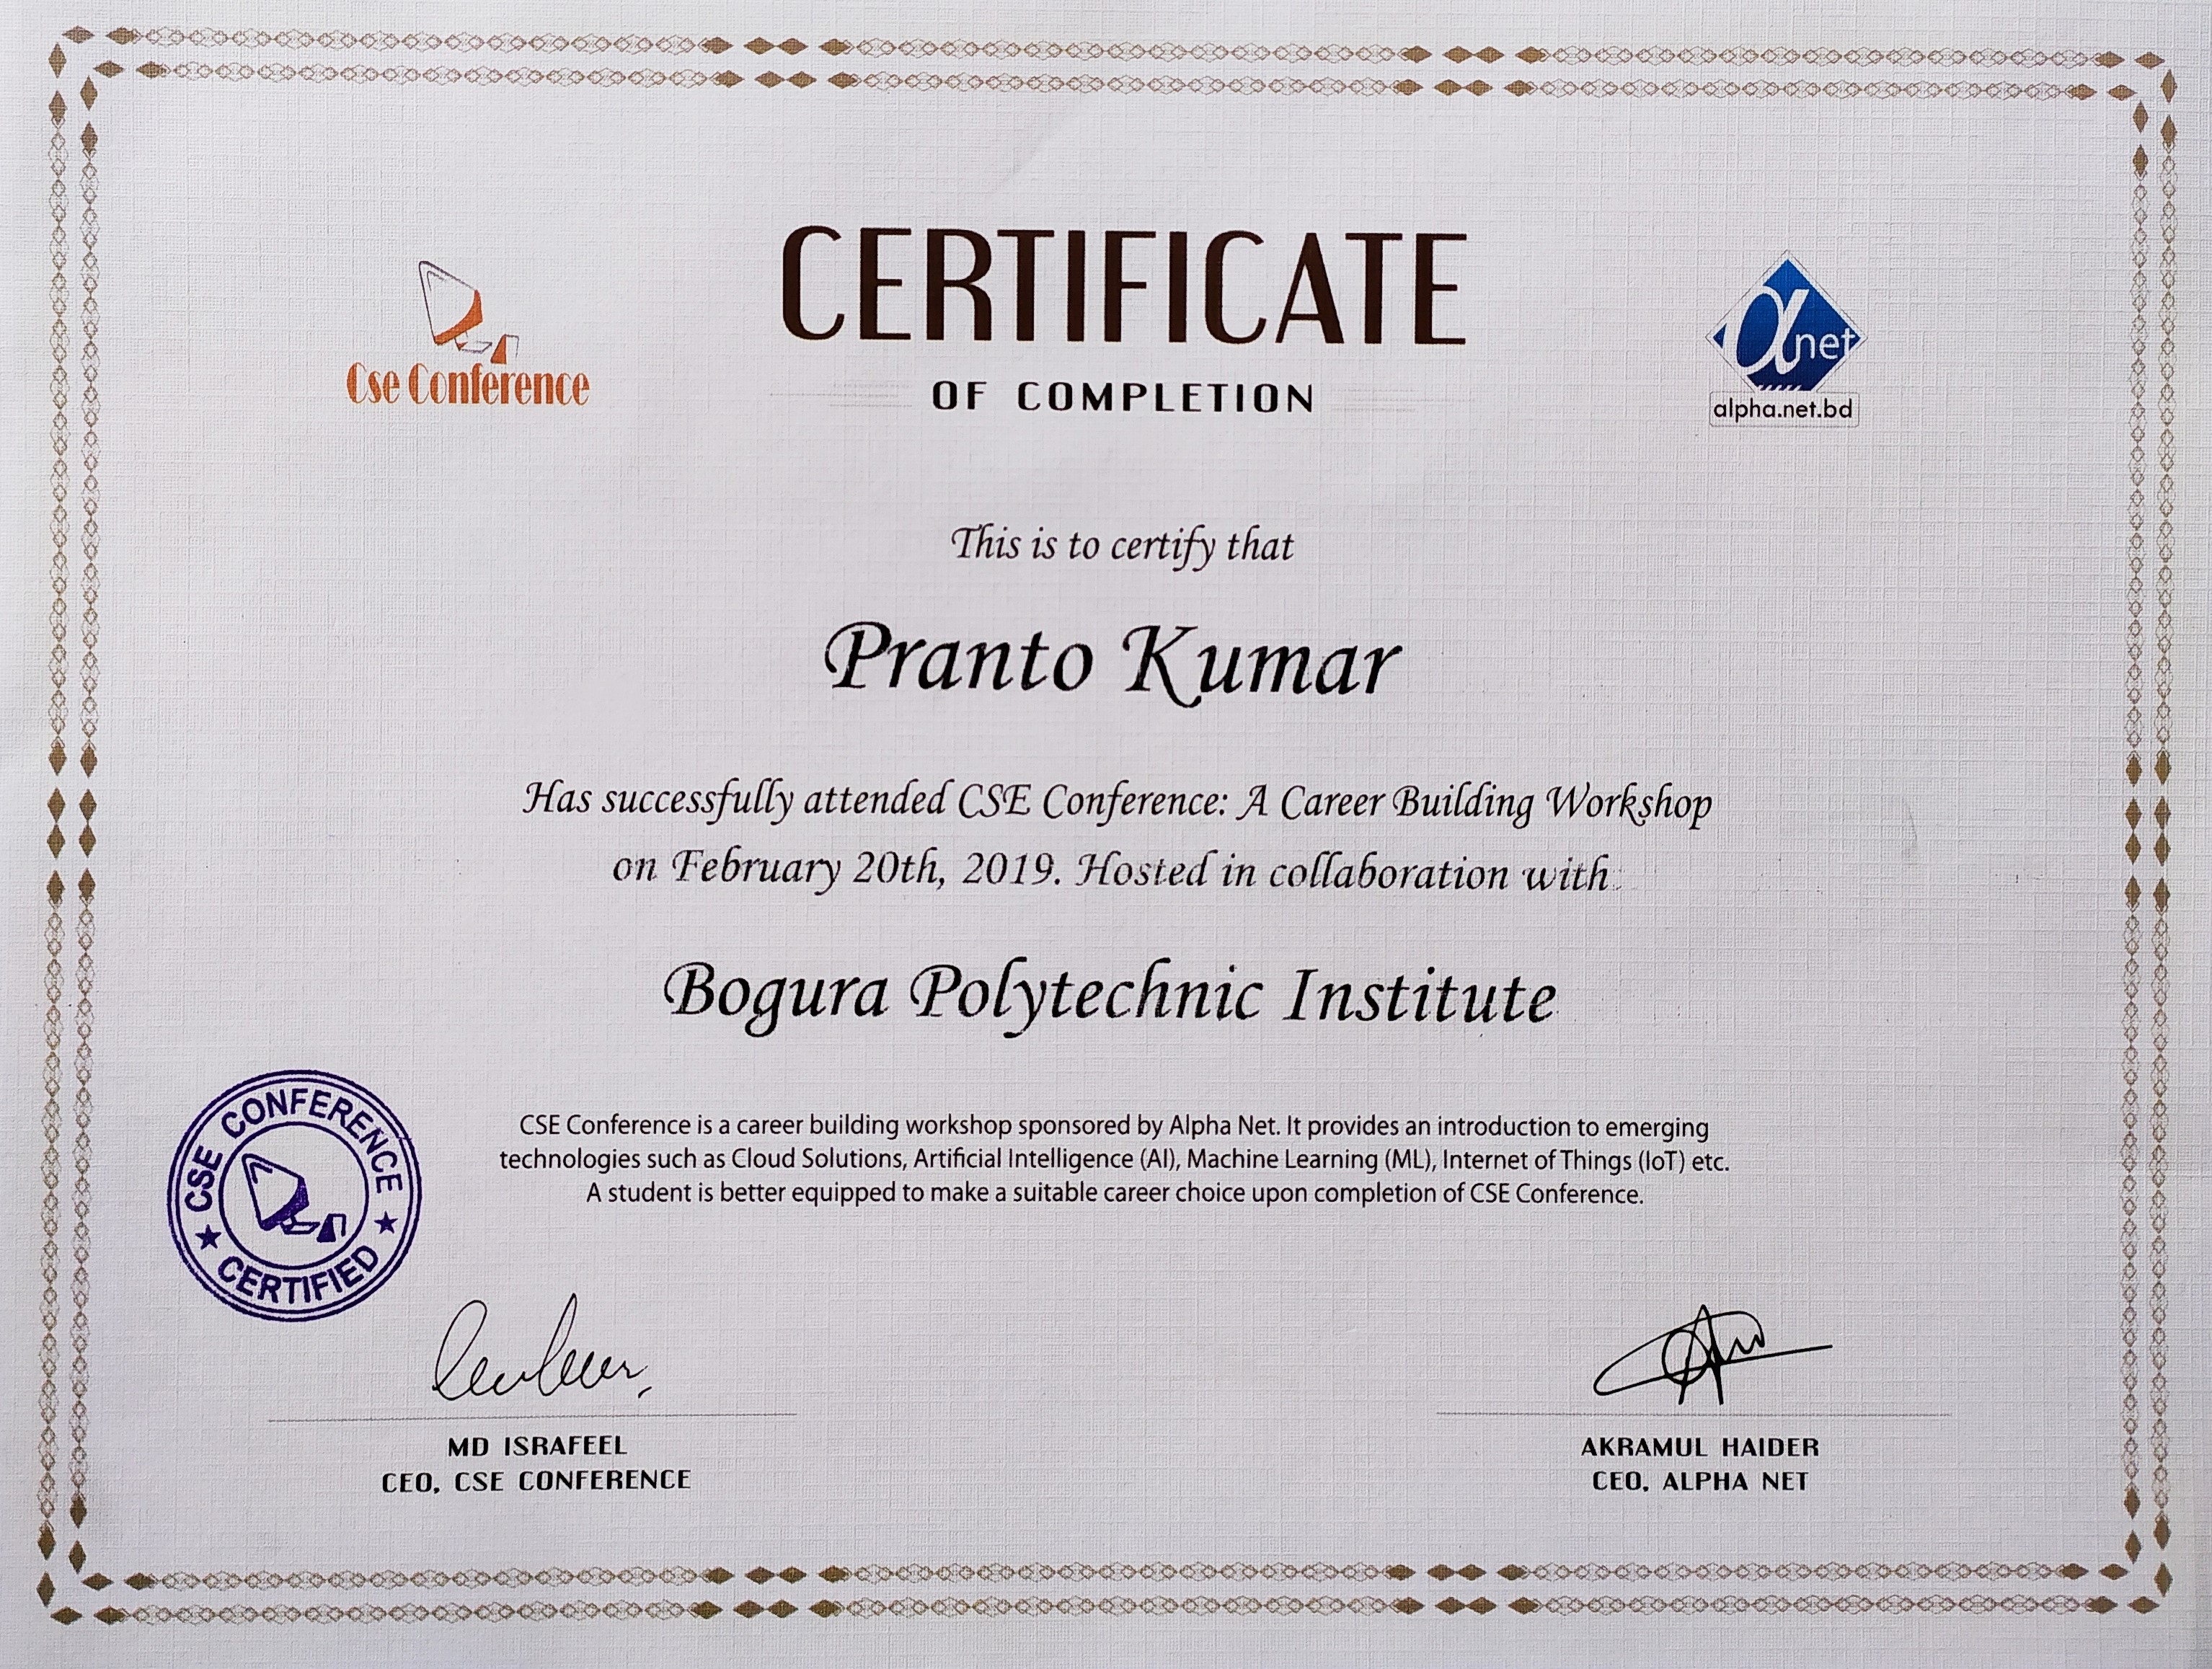 CERTIFICATE
OF COMPLETION
Cse Conference
αnet
alpha.net.bd
This is to certify that
Pranto Kumar
Has successfully attended CSE Conference: A Career Building Workshop
on February 20th, 2019. Hosted in collaboration with
Bogura Polytechnic Institute
CSE Conference is a career building workshop sponsored by Alpha Net. It provides an introduction to emerging
technologies such as Cloud Solutions, Artificial Intelligence (AI), Machine Learning (ML), Internet of Things (IoT) etc.
A student is better equipped to make a suitable career choice upon completion of CSE Conference.
CSE CONFERENCE
★ CERTIFIED ★
MD ISRAFEEL
CEO, CSE CONFERENCE
AKRAMUL HAIDER
CEO, ALPHA NET